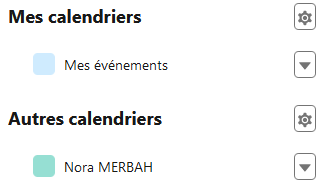 Mes calendriers
Mes événements
Autres calendriers
Nora MERBAH